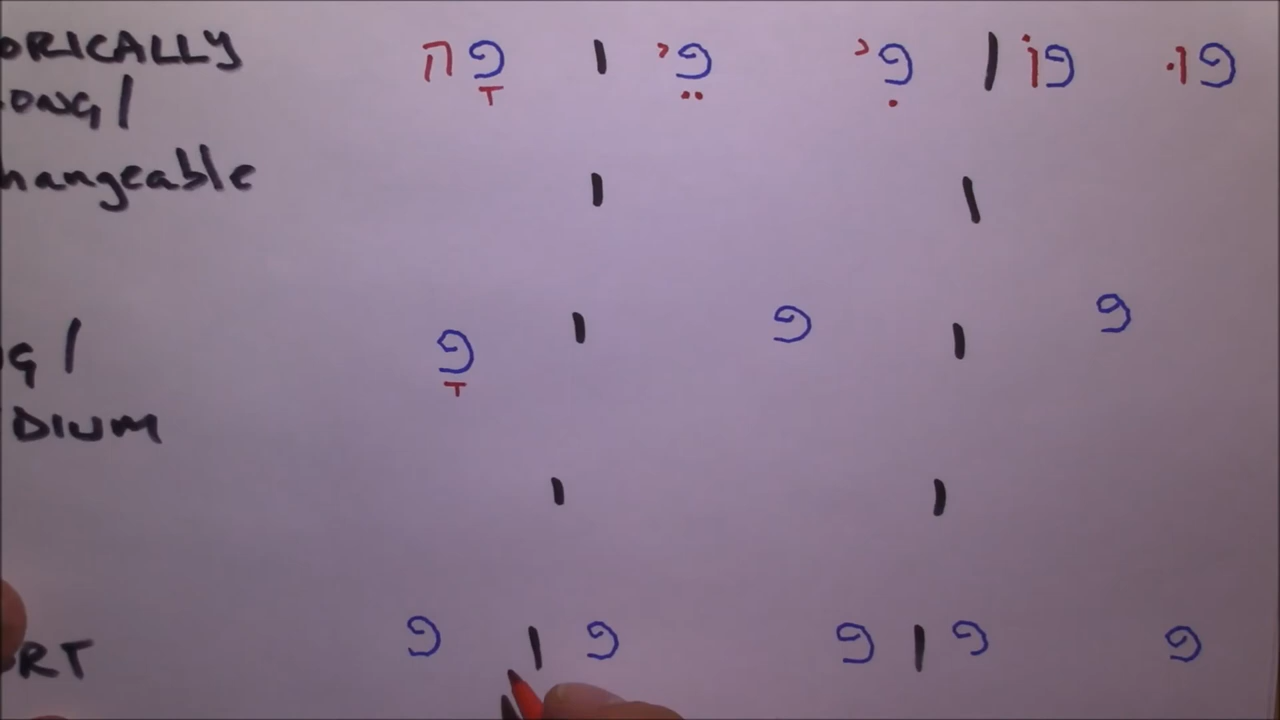 ORICALLY פָה | פֵי פִי | פוֹ פוּ
ONG/
hangeable | |
G/ פָ | פ | פ
DIUM
| |
RT פ | פ פ | פ פ